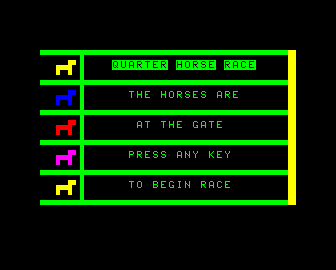 QUARTER HORSE RACE
THE HORSES ARE
AT THE GATE
PRESS ANY KEY
TO BEGIN RACE